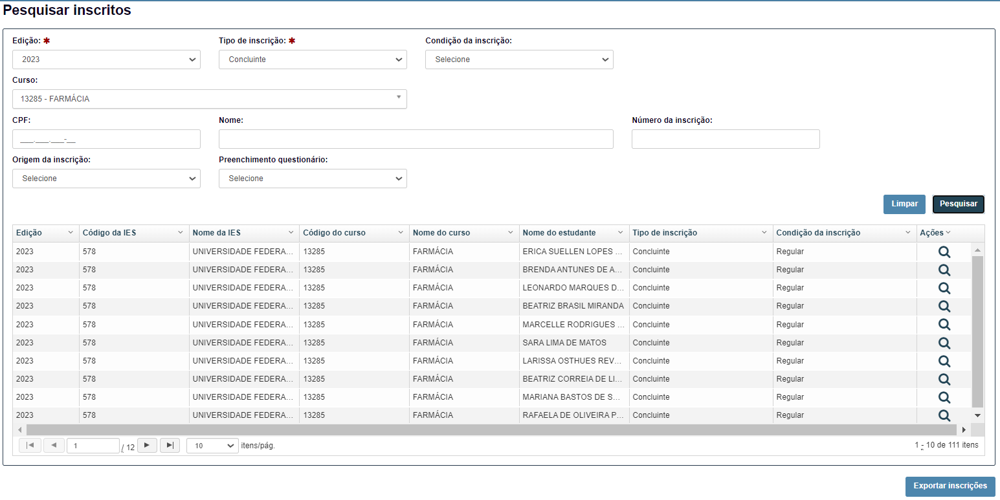 Pesquisar inscritos
Edição: ✱ Tipo de inscrição: ✱ Condição da inscrição:
2023 Concluinte Selecione
Curso:
13285 - FARMÁCIA
CPF: Nome: Número da inscrição:
___.___.___-__
Origem da inscrição: Preenchimento questionário:
Selecione Selecione
Limpar Pesquisar
Edição Código da IES Nome da IES Código do curso Nome do curso Nome do estudante Tipo de inscrição Condição da inscrição Ações
2023 578 UNIVERSIDADE FEDERA... 13285 FARMÁCIA ERICA SUELLEN LOPES ... Concluinte Regular
2023 578 UNIVERSIDADE FEDERA... 13285 FARMÁCIA BRENDA ANTUNES DE A... Concluinte Regular
2023 578 UNIVERSIDADE FEDERA... 13285 FARMÁCIA LEONARDO MARQUES D... Concluinte Regular
2023 578 UNIVERSIDADE FEDERA... 13285 FARMÁCIA BEATRIZ BRASIL MIRANDA Concluinte Regular
2023 578 UNIVERSIDADE FEDERA... 13285 FARMÁCIA MARCELLE RODRIGUES ... Concluinte Regular
2023 578 UNIVERSIDADE FEDERA... 13285 FARMÁCIA SARA LIMA DE MATOS Concluinte Regular
2023 578 UNIVERSIDADE FEDERA... 13285 FARMÁCIA LARISSA OSTHUES REV... Concluinte Regular
2023 578 UNIVERSIDADE FEDERA... 13285 FARMÁCIA BEATRIZ CORREIA DE LI... Concluinte Regular
2023 578 UNIVERSIDADE FEDERA... 13285 FARMÁCIA MARIANA BASTOS DE S... Concluinte Regular
2023 578 UNIVERSIDADE FEDERA... 13285 FARMÁCIA RAFAELA DE OLIVEIRA P... Concluinte Regular
1 / 12 10 itens/pág. 1 - 10 de 111 itens
Exportar inscrições